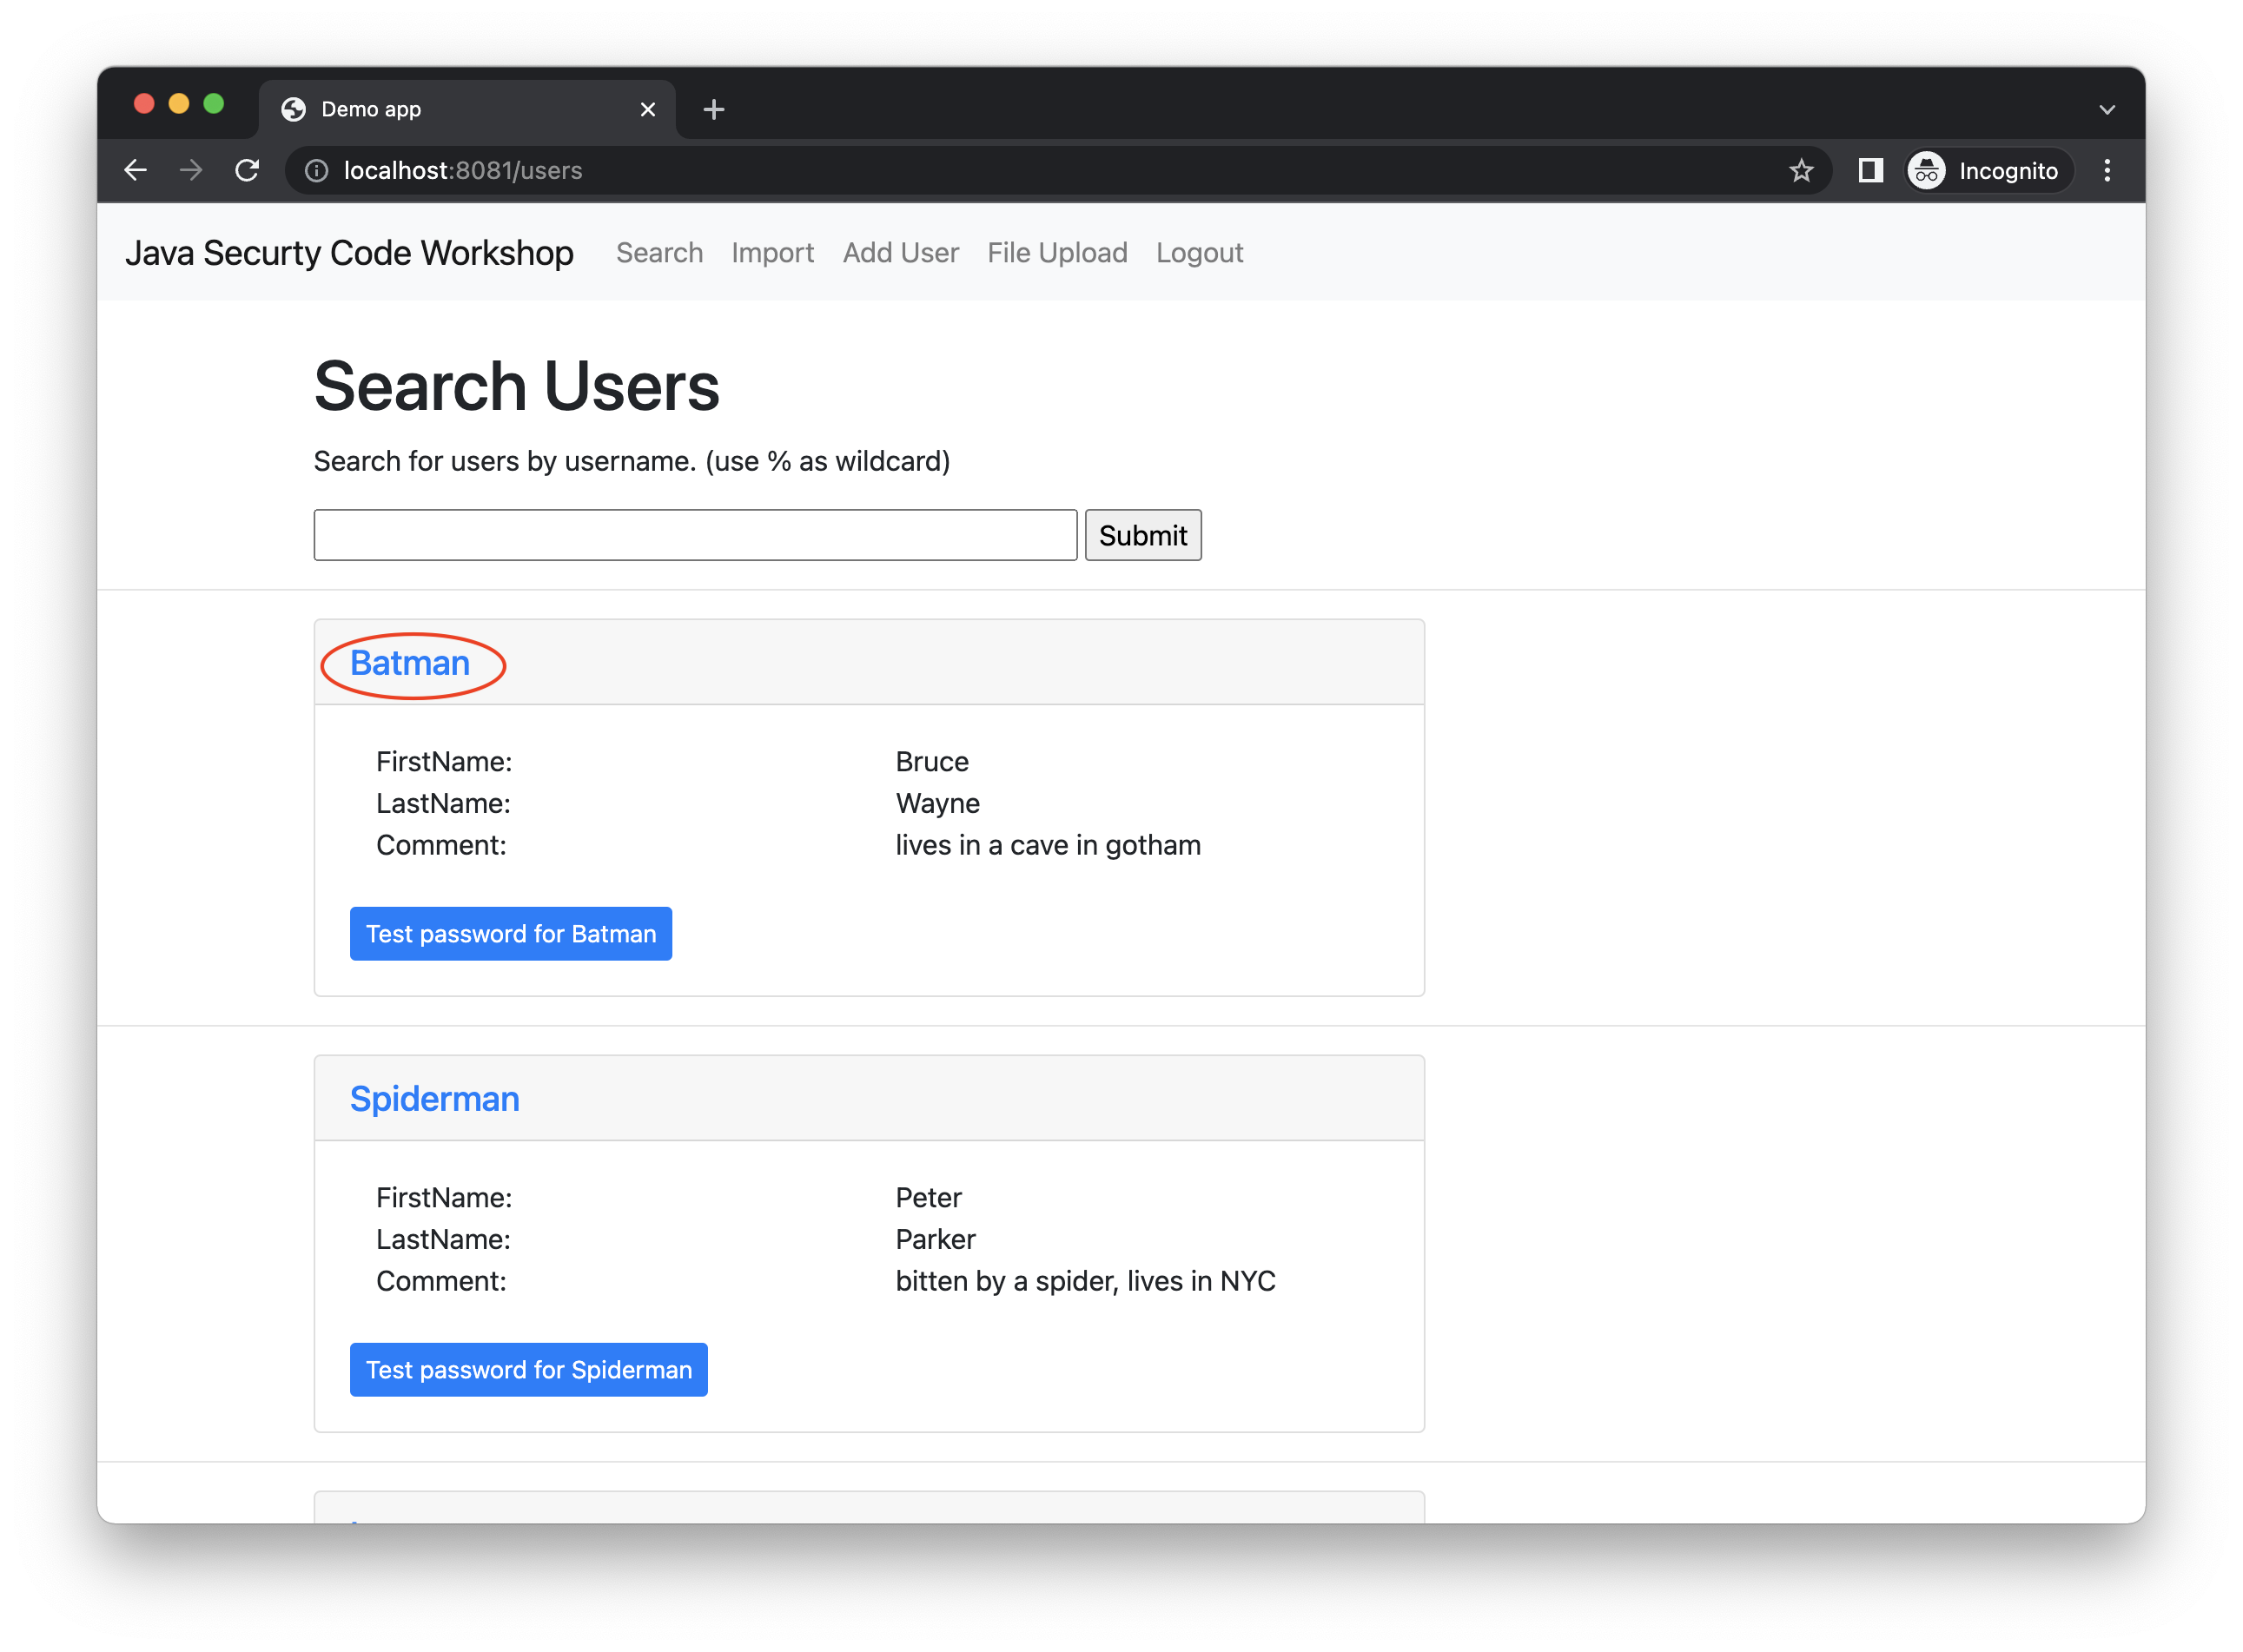 Demo app
localhost:8081/users
Incognito
Java Securty Code Workshop Search Import Add User File Upload Logout
Search Users
Search for users by username. (use % as wildcard)
Submit
Batman
FirstName: Bruce
LastName: Wayne
Comment: lives in a cave in gotham
Test password for Batman
Spiderman
FirstName: Peter
LastName: Parker
Comment: bitten by a spider, lives in NYC
Test password for Spiderman